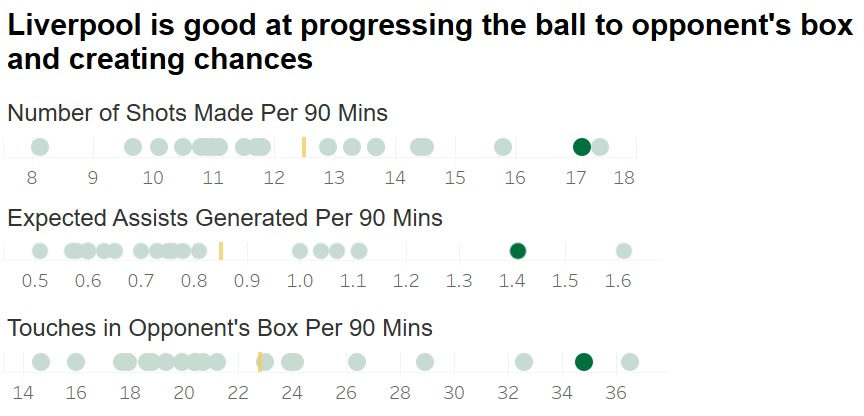 Liverpool is good at progressing the ball to opponent's box
and creating chances
Number of Shots Made Per 90 Mins
8 9 10 11 12 13 14 15 16 17 18
Expected Assists Generated Per 90 Mins
0.5 0.6 0.7 0.8 0.9 1.0 1.1 1.2 1.3 1.4 1.5 1.6
Touches in Opponent's Box Per 90 Mins
14 16 18 20 22 24 26 28 30 32 34 36